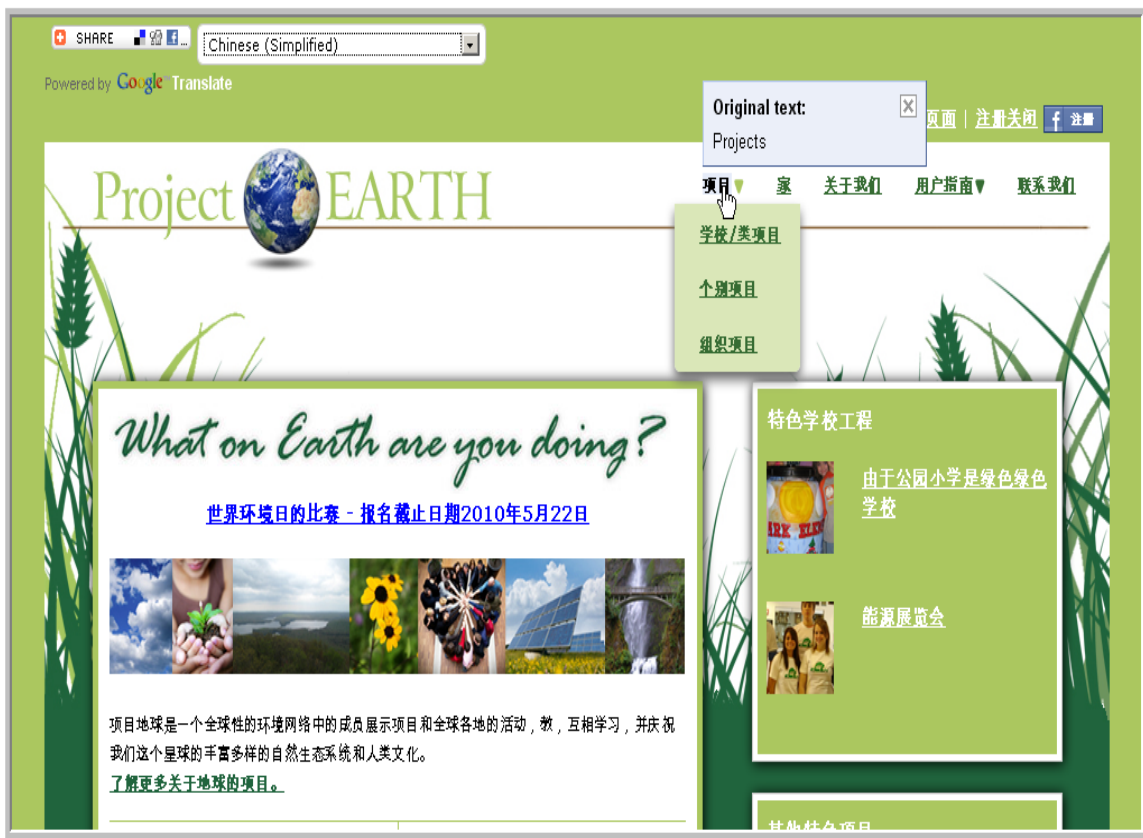 SHARE
Chinese (Simplified)
Powered by Google Translate
Original text:
Projects
页面 | 注册关闭
注册
Project EARTH
项目▼ 家 关于我们 用户指南▼ 联系我们
学校/类项目
个别项目
组织项目
What on Earth are you doing?
世界环境日的比赛 - 报名截止日期2010年5月22日
项目地球是一个全球性的环境网络中的成员展示项目和全球各地的活动，教，互相学习，并庆祝
我们这个星球的丰富多样的自然生态系统和人类文化。
了解更多关于地球的项目。
特色学校工程
由于公园小学是绿色绿色
学校
能源展览会
其他特色项目